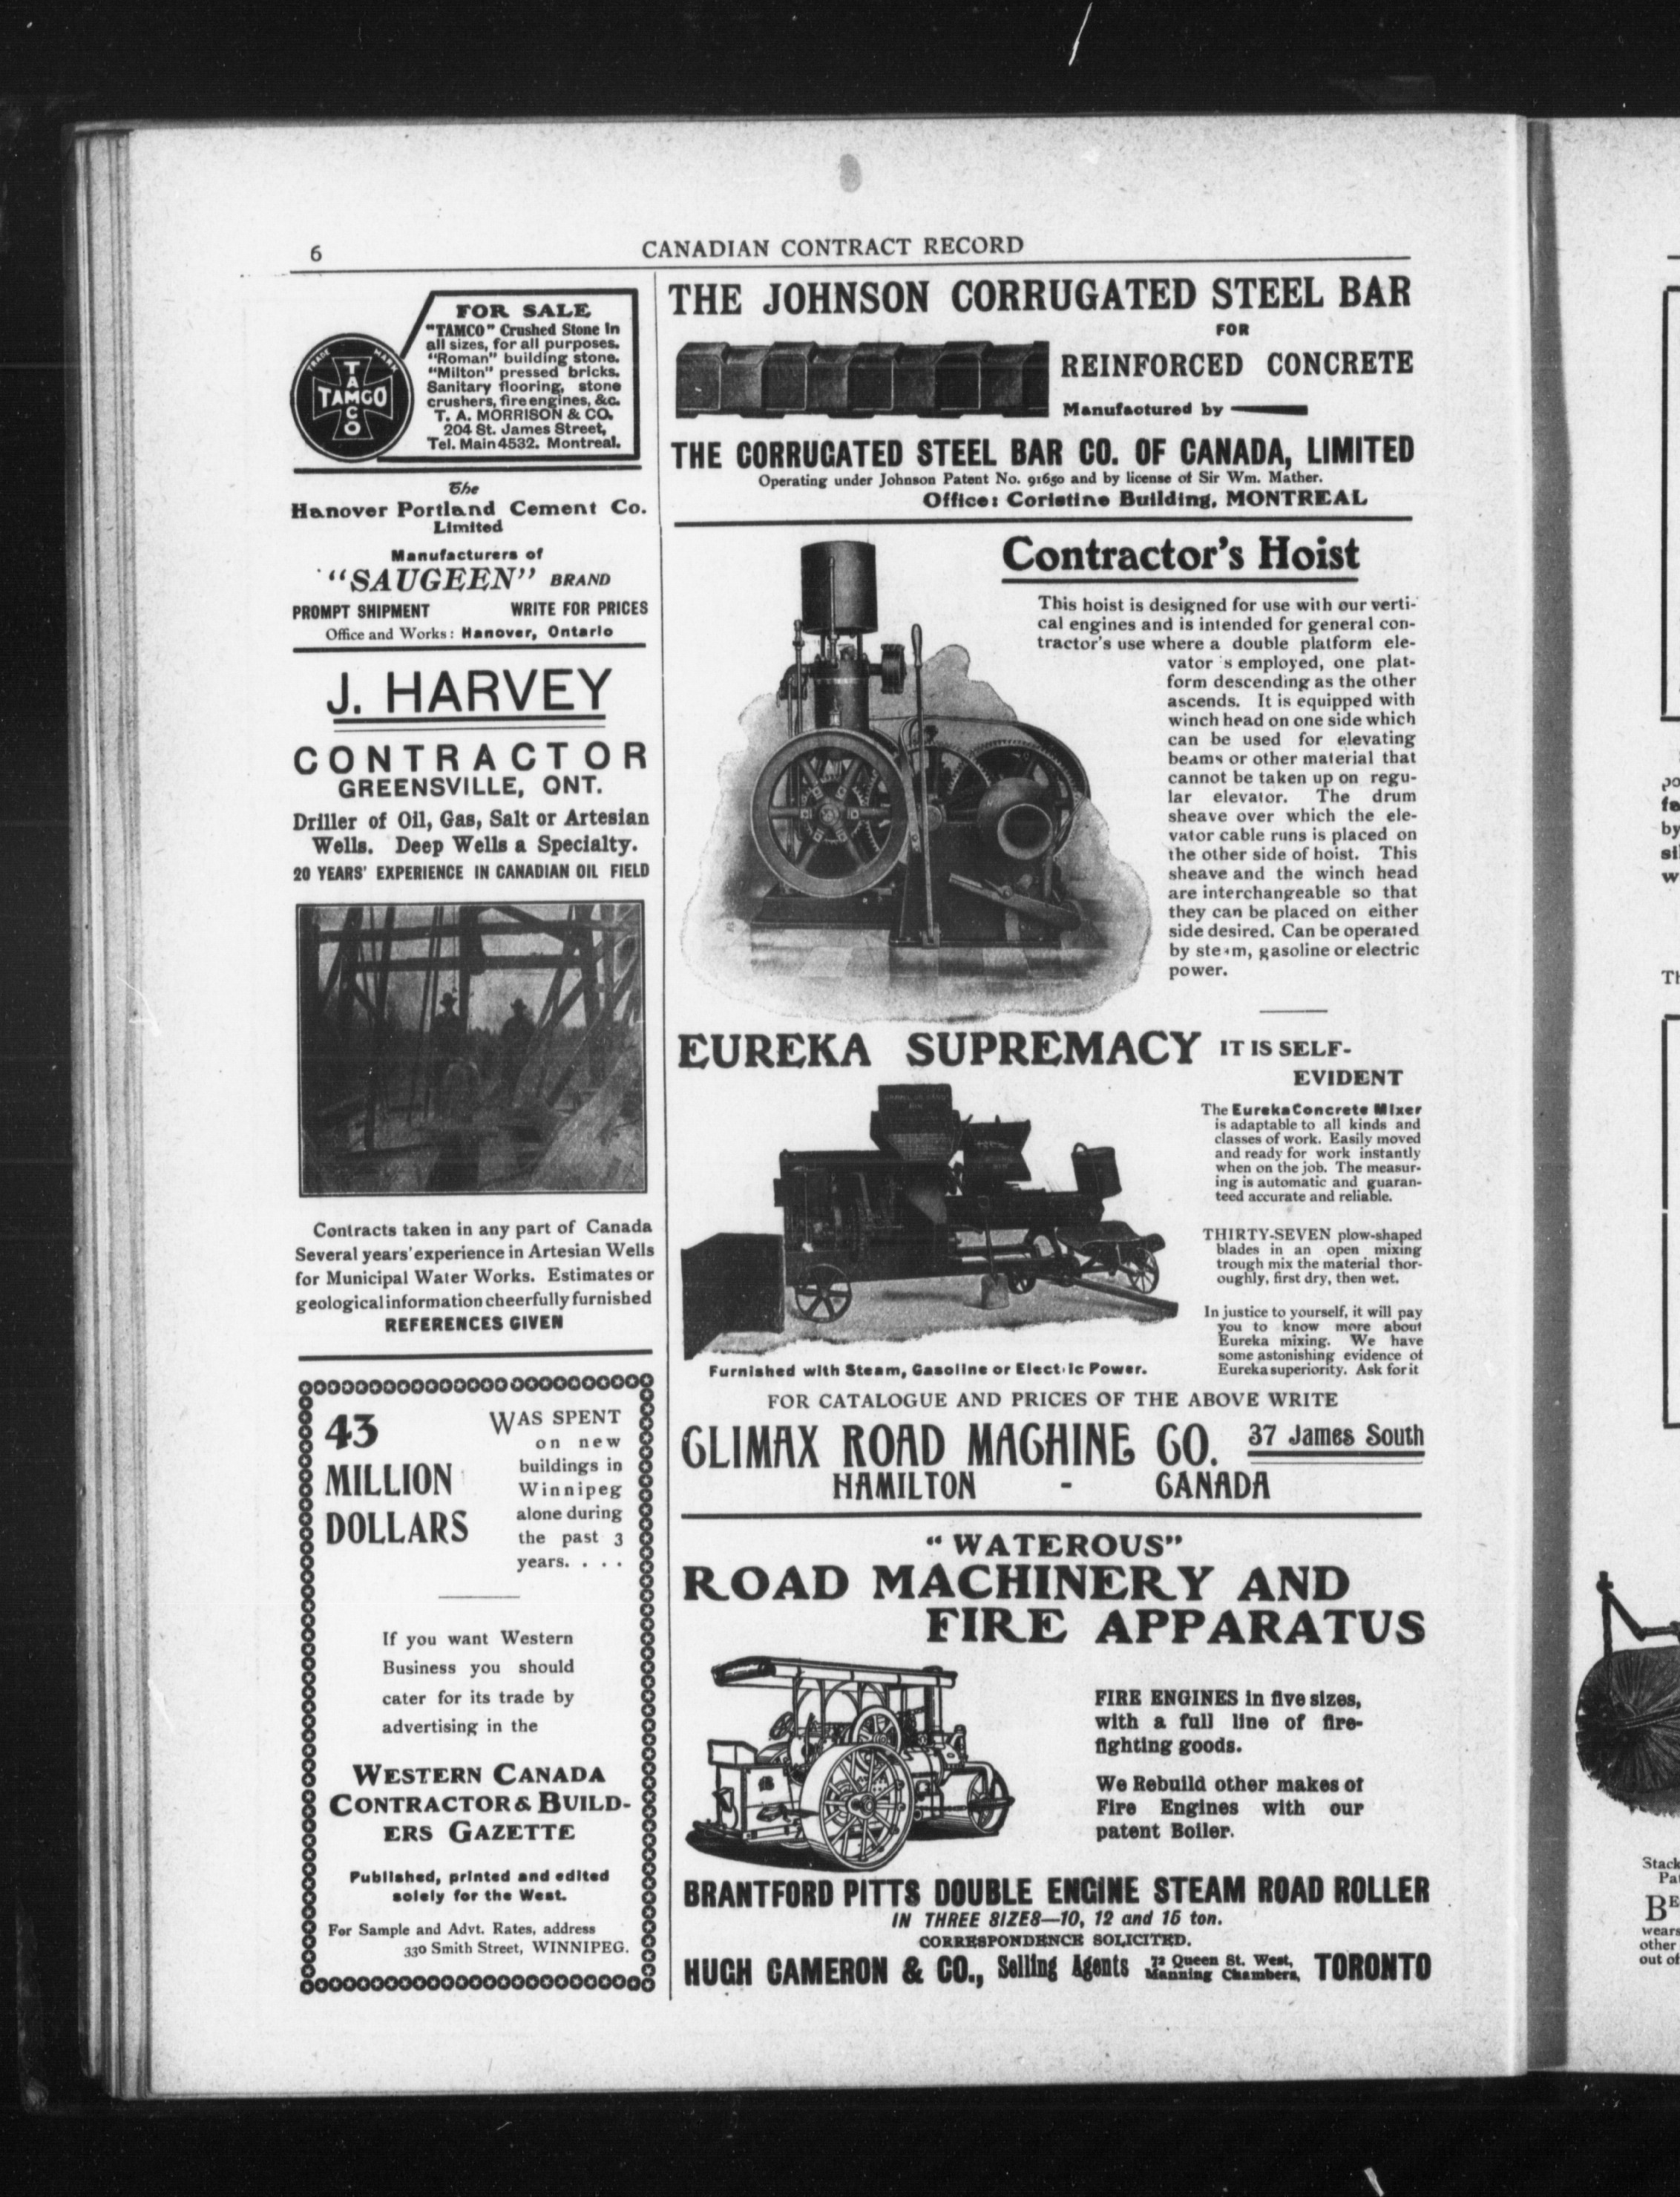 6
CANADIAN CONTRACT RECORD
TRADE MARK
TAMCO
TAMCO
FOR SALE
"TAMCO" Crushed Stone in
all sizes, for all purposes.
"Roman" building stone.
"Milton" pressed bricks.
Sanitary flooring, stone
crushers, fire engines, &c.
T. A. MORRISON & CO.
204 St. James Street,
Tel. Main 4532. Montreal.
The
Hanover Portland Cement Co.
Limited
Manufacturers of
"SAUGEEN" BRAND
PROMPT SHIPMENT WRITE FOR PRICES
Office and Works: Hanover, Ontario
J. HARVEY
CONTRACTOR
GREENSVILLE, ONT.
Driller of Oil, Gas, Salt or Artesian
Wells. Deep Wells a Specialty.
20 YEARS' EXPERIENCE IN CANADIAN OIL FIELD
Contracts taken in any part of Canada
Several years' experience in Artesian Wells
for Municipal Water Works. Estimates or
geological information cheerfully furnished
REFERENCES GIVEN
43
MILLION
DOLLARS
WAS SPENT
on new
buildings in
Winnipeg
alone during
the past 3
years. . . .
If you want Western
Business you should
cater for its trade by
advertising in the
WESTERN CANADA
CONTRACTOR & BUILD-
ERS GAZETTE
Published, printed and edited
solely for the West.
For Sample and Advt. Rates, address
330 Smith Street, WINNIPEG.
THE JOHNSON CORRUGATED STEEL BAR
FOR
REINFORCED CONCRETE
Manufactured by
THE CORRUGATED STEEL BAR CO. OF CANADA, LIMITED
Operating under Johnson Patent No. 91650 and by license of Sir Wm. Mather.
Office: Coristine Building, MONTREAL
Contractor's Hoist
This hoist is designed for use with our verti-
cal engines and is intended for general con-
tractor's use where a double platform ele-
vator s employed, one plat-
form descending as the other
ascends. It is equipped with
winch head on one side which
can be used for elevating
beams or other material that
cannot be taken up on regu-
lar elevator. The drum
sheave over which the ele-
vator cable runs is placed on
the other side of hoist. This
sheave and the winch head
are interchangeable so that
they can be placed on either
side desired. Can be operated
by steam, gasoline or electric
power.
EUREKA SUPREMACY IT IS SELF-
EVIDENT
The Eureka Concrete Mixer
is adaptable to all kinds and
classes of work. Easily moved
and ready for work instantly
when on the job. The measur-
ing is automatic and guaran-
teed accurate and reliable.
THIRTY-SEVEN plow-shaped
blades in an open mixing
trough mix the material thor-
oughly, first dry, then wet.
In justice to yourself, it will pay
you to know more about
Eureka mixing. We have
some astonishing evidence of
Eureka superiority. Ask for it
Furnished with Steam, Gasoline or Electric Power.
FOR CATALOGUE AND PRICES OF THE ABOVE WRITE
CLIMAX ROAD MACHINE CO. 37 James South
HAMILTON - CANADA
"WATEROUS"
ROAD MACHINERY AND
FIRE APPARATUS
FIRE ENGINES in five sizes,
with a full line of fire-
fighting goods.
We Rebuild other makes of
Fire Engines with our
patent Boiler.
BRANTFORD PITTS DOUBLE ENGINE STEAM ROAD ROLLER
IN THREE SIZES—10, 12 and 15 ton.
CORRESPONDENCE SOLICITED.
HUGH CAMERON & CO., Selling Agents 72 Queen St. West, Manning Chambers, TORONTO
by
Stack
wears
other
out of